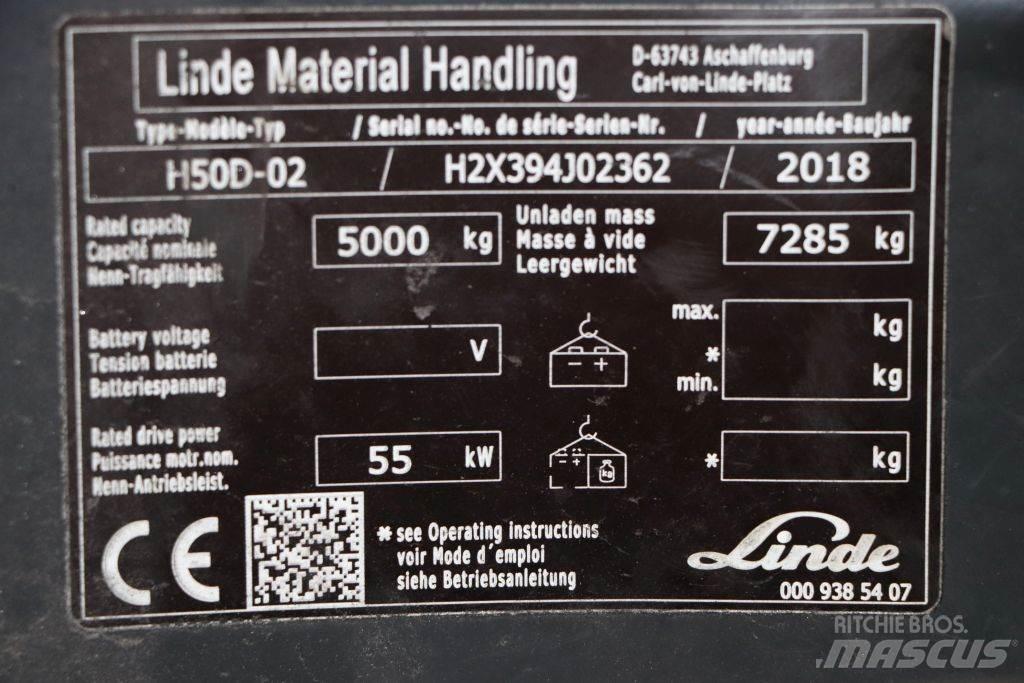 Linde Material Handling
D-63743 Aschaffenburg
Carl-von-Linde-Platz
Type-Modèle-Typ / Serial no.-No. de série-Serien-Nr. / year-année-Baujahr
H50D-02 / H2X394J02362 / 2018
Rated capacity
Capacité nominale
Nenn-Tragfähigkeit
5000 kg
Unladen mass
Masse à vide
Leergewicht
7285 kg
Battery voltage
Tension batterie
Batteriespannung
V
- +
max. kg
*
min. kg
Rated drive power
Puissance motr.nom.
Nenn-Antriebsleist.
55 kW
kg
* kg
CE
* see Operating instructions
voir Mode d'emploi
siehe Betriebsanleitung
Linde
000 938 54 07
RITCHIE BROS.
MASCUS